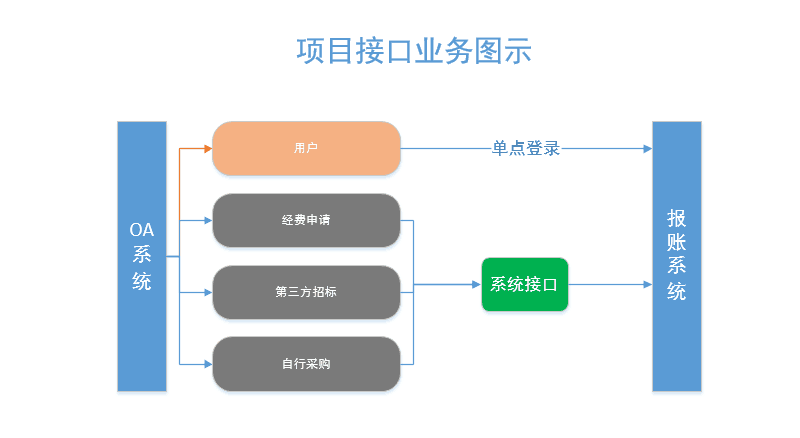 项目接口业务图示
用户
单点登录
经费申请
OA
系
统
第三方招标
系统接口
报
账
系
统
自行采购